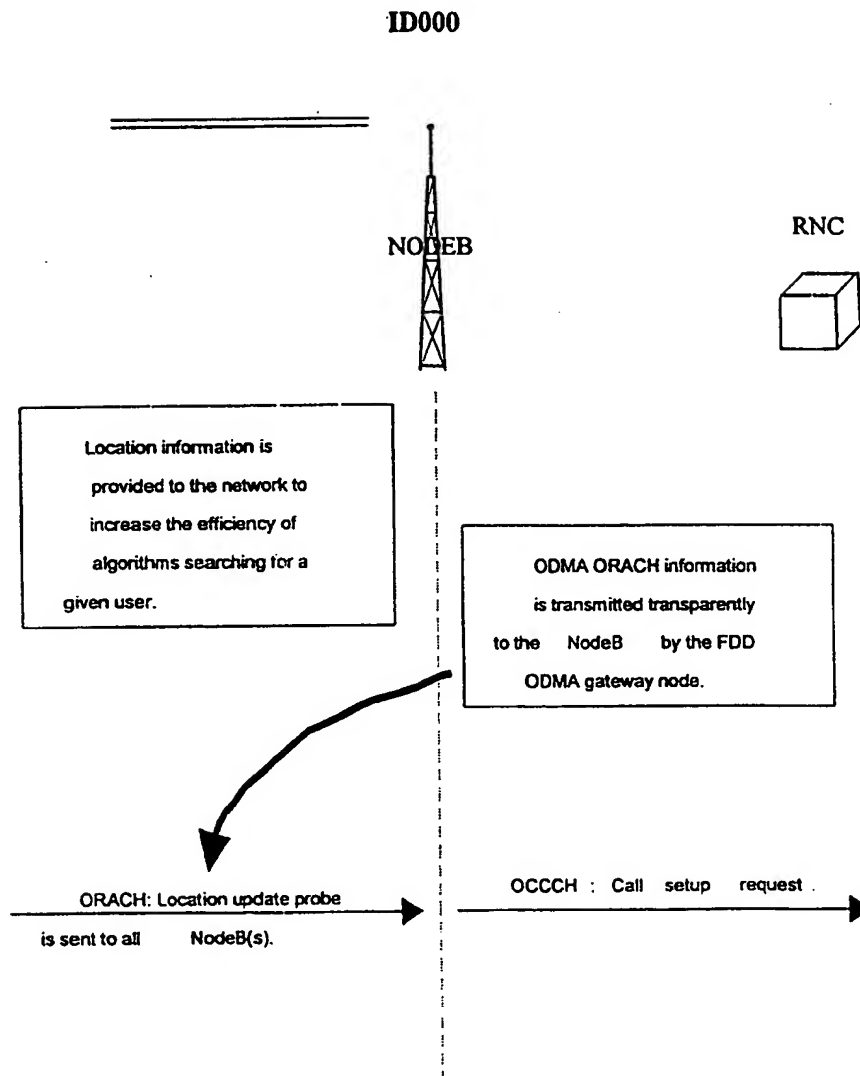 ID000
NODEB
RNC
Location information is
provided to the network to
increase the efficiency of
algorithms searching for a
given user.
ODMA ORACH information
is transmitted transparently
to the NodeB by the FDD
ODMA gateway node.
ORACH: Location update probe
is sent to all NodeB(s).
OCCCH : Call setup request .